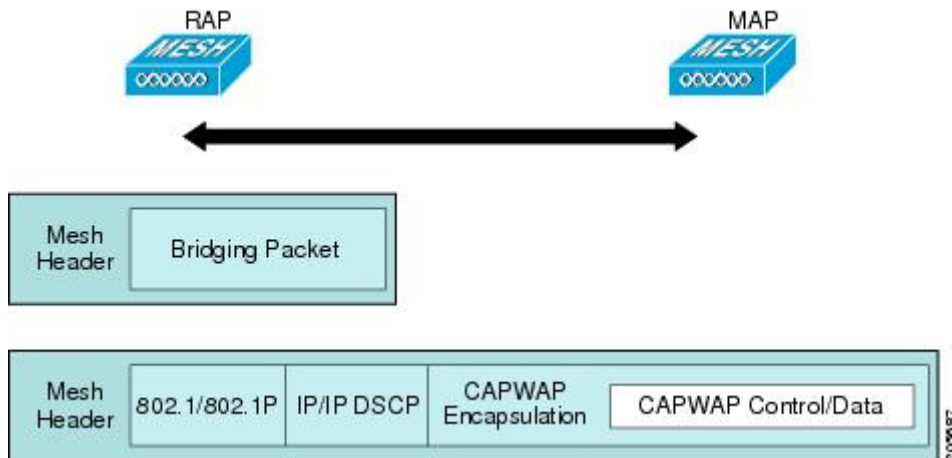 RAP
MAP
MESH
MESH
Mesh
Header
Bridging Packet
Mesh
Header
802.1/802.1P
IP/IP DSCP
CAPWAP
Encapsulation
CAPWAP Control/Data